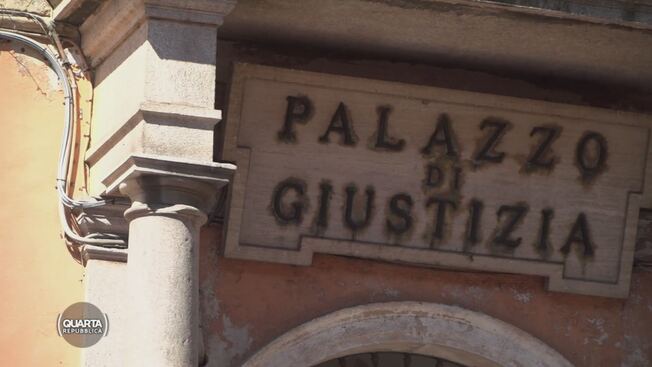 PALAZZO
DI
GIUSTIZIA
QUARTA
REPUBBLICA